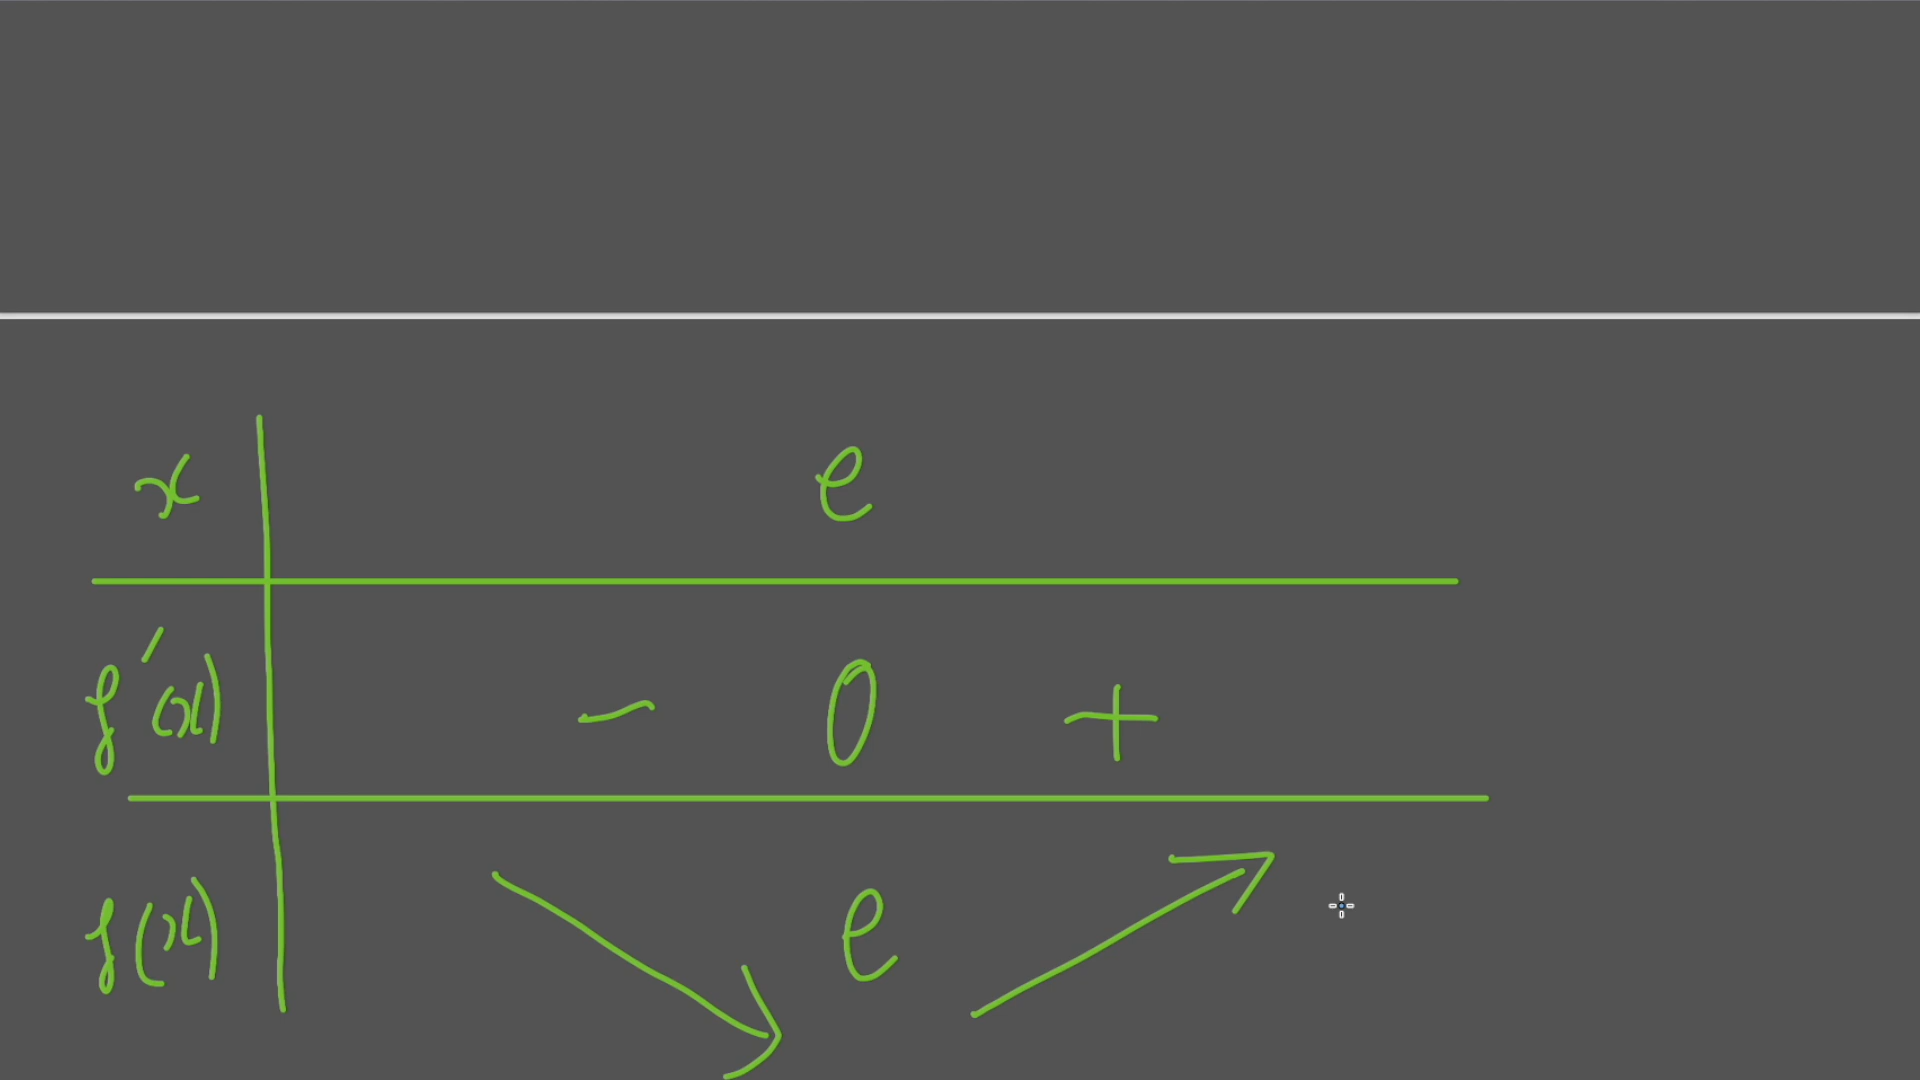 x e
f'(x) - 0 +
f(x) ↘ e ↗